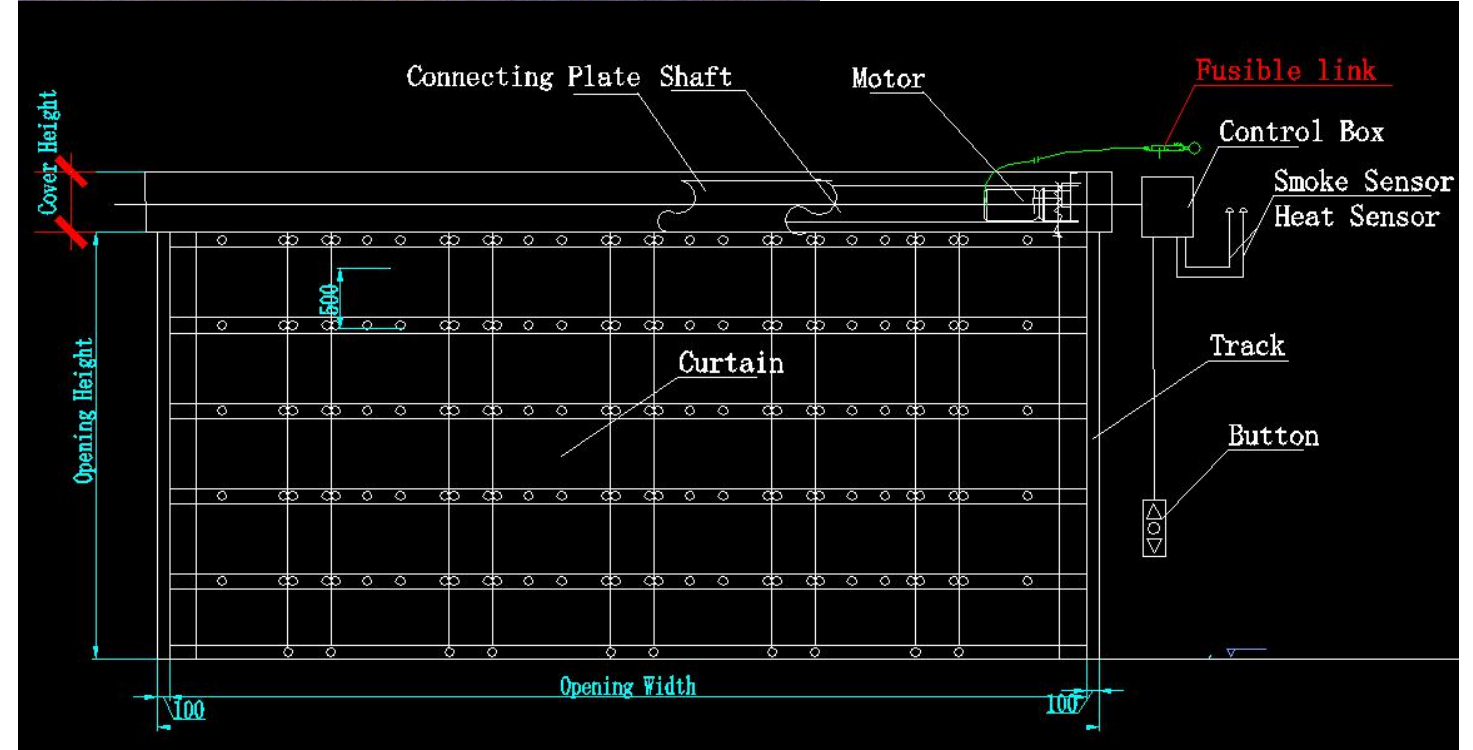 Fusible link
Connecting Plate
Shaft
Motor
Control Box
Cover Height
Smoke Sensor
Heat Sensor
500
Track
Curtain
Opening Height
Button
Opening Width
100
100